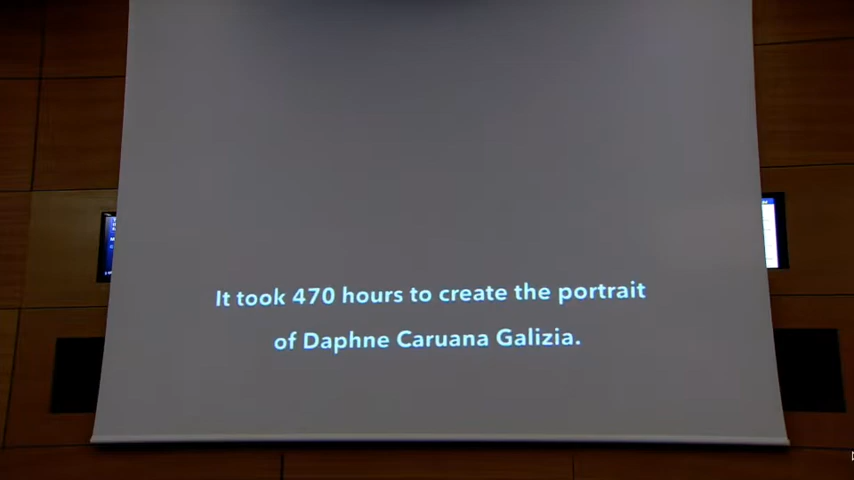 It took 470 hours to create the portrait
of Daphne Caruana Galizia.